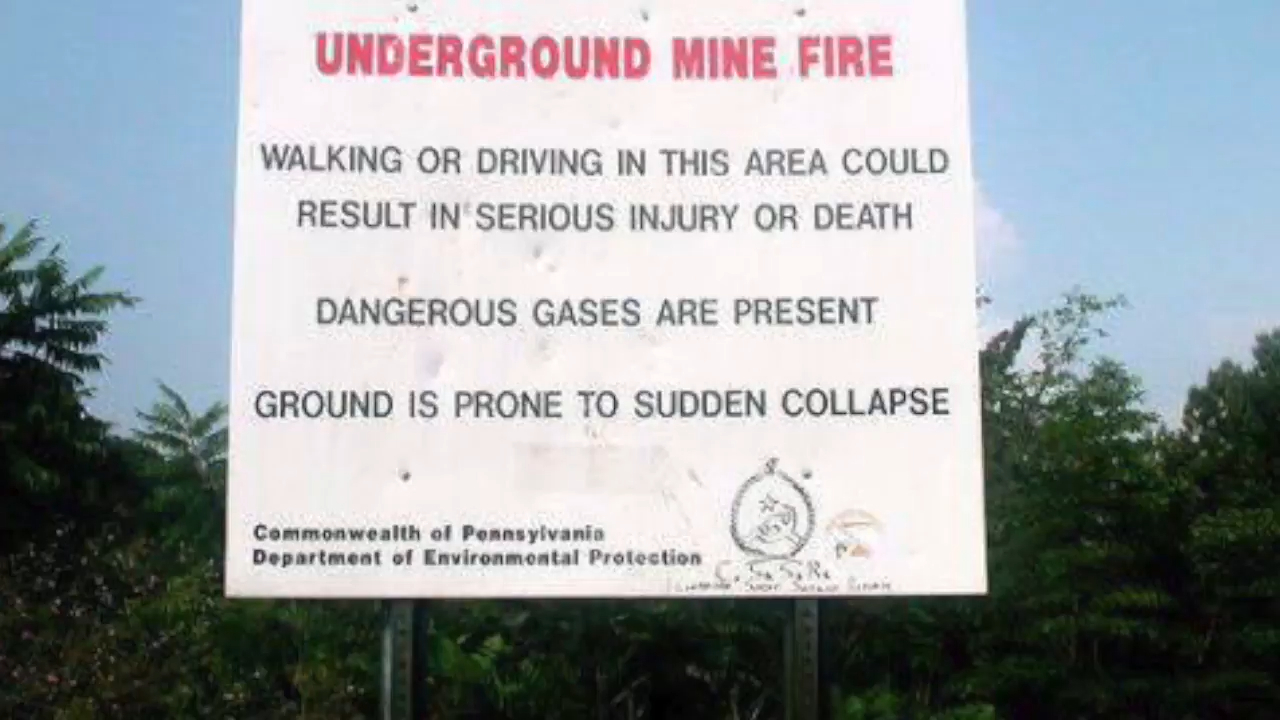 UNDERGROUND MINE FIRE
WALKING OR DRIVING IN THIS AREA COULD
RESULT IN SERIOUS INJURY OR DEATH
DANGEROUS GASES ARE PRESENT
GROUND IS PRONE TO SUDDEN COLLAPSE
Commonwealth of Pennsylvania
Department of Environmental Protection